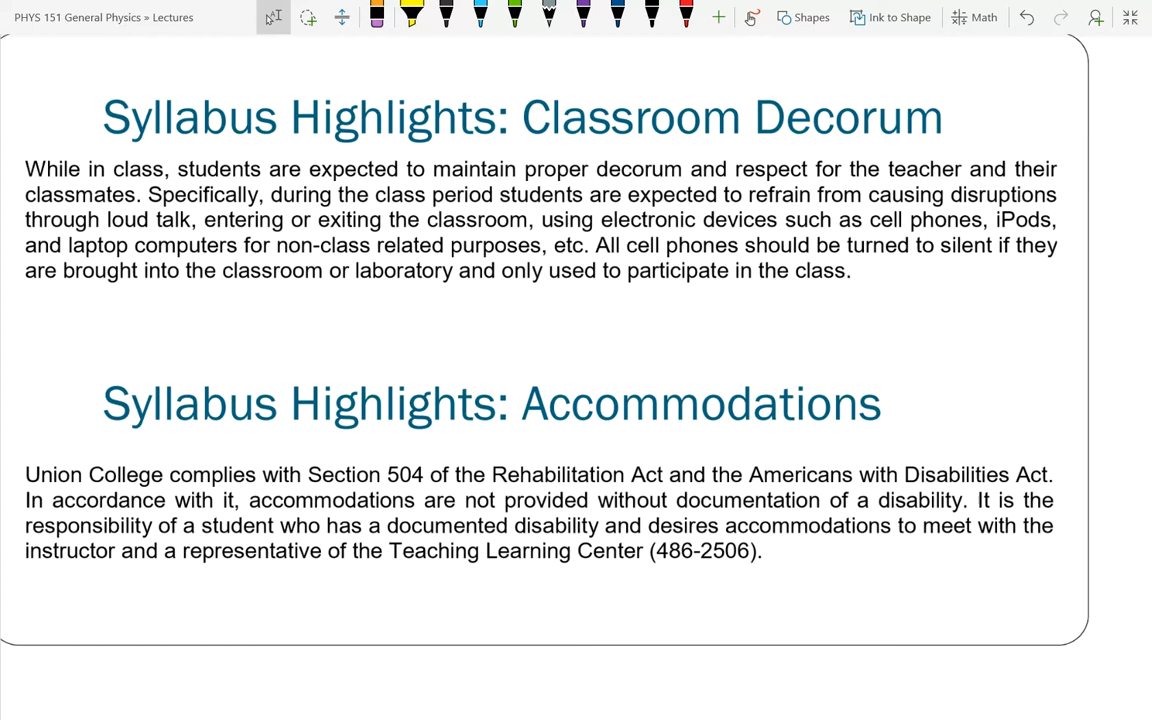 PHYS 151 General Physics » Lectures
Shapes
Ink to Shape
Math
Syllabus Highlights: Classroom Decorum
While in class, students are expected to maintain proper decorum and respect for the teacher and their
classmates. Specifically, during the class period students are expected to refrain from causing disruptions
through loud talk, entering or exiting the classroom, using electronic devices such as cell phones, iPods,
and laptop computers for non-class related purposes, etc. All cell phones should be turned to silent if they
are brought into the classroom or laboratory and only used to participate in the class.
Syllabus Highlights: Accommodations
Union College complies with Section 504 of the Rehabilitation Act and the Americans with Disabilities Act.
In accordance with it, accommodations are not provided without documentation of a disability. It is the
responsibility of a student who has a documented disability and desires accommodations to meet with the
instructor and a representative of the Teaching Learning Center (486-2506).